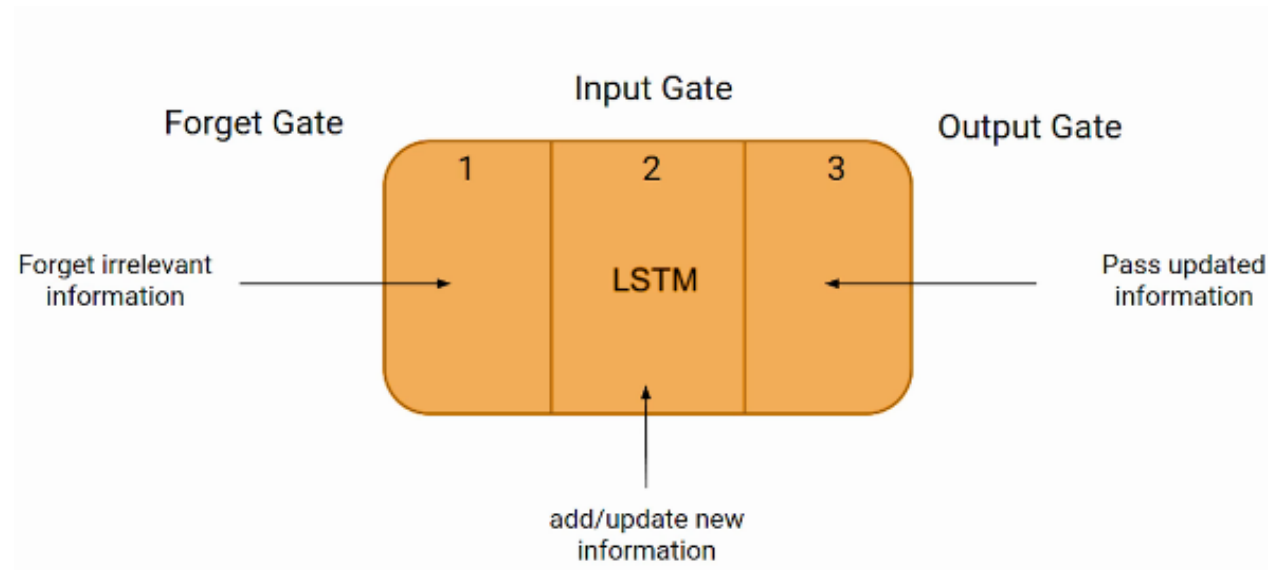 Input Gate
Forget Gate
Output Gate
1
2
3
Forget irrelevant
information
LSTM
Pass updated
information
add/update new
information